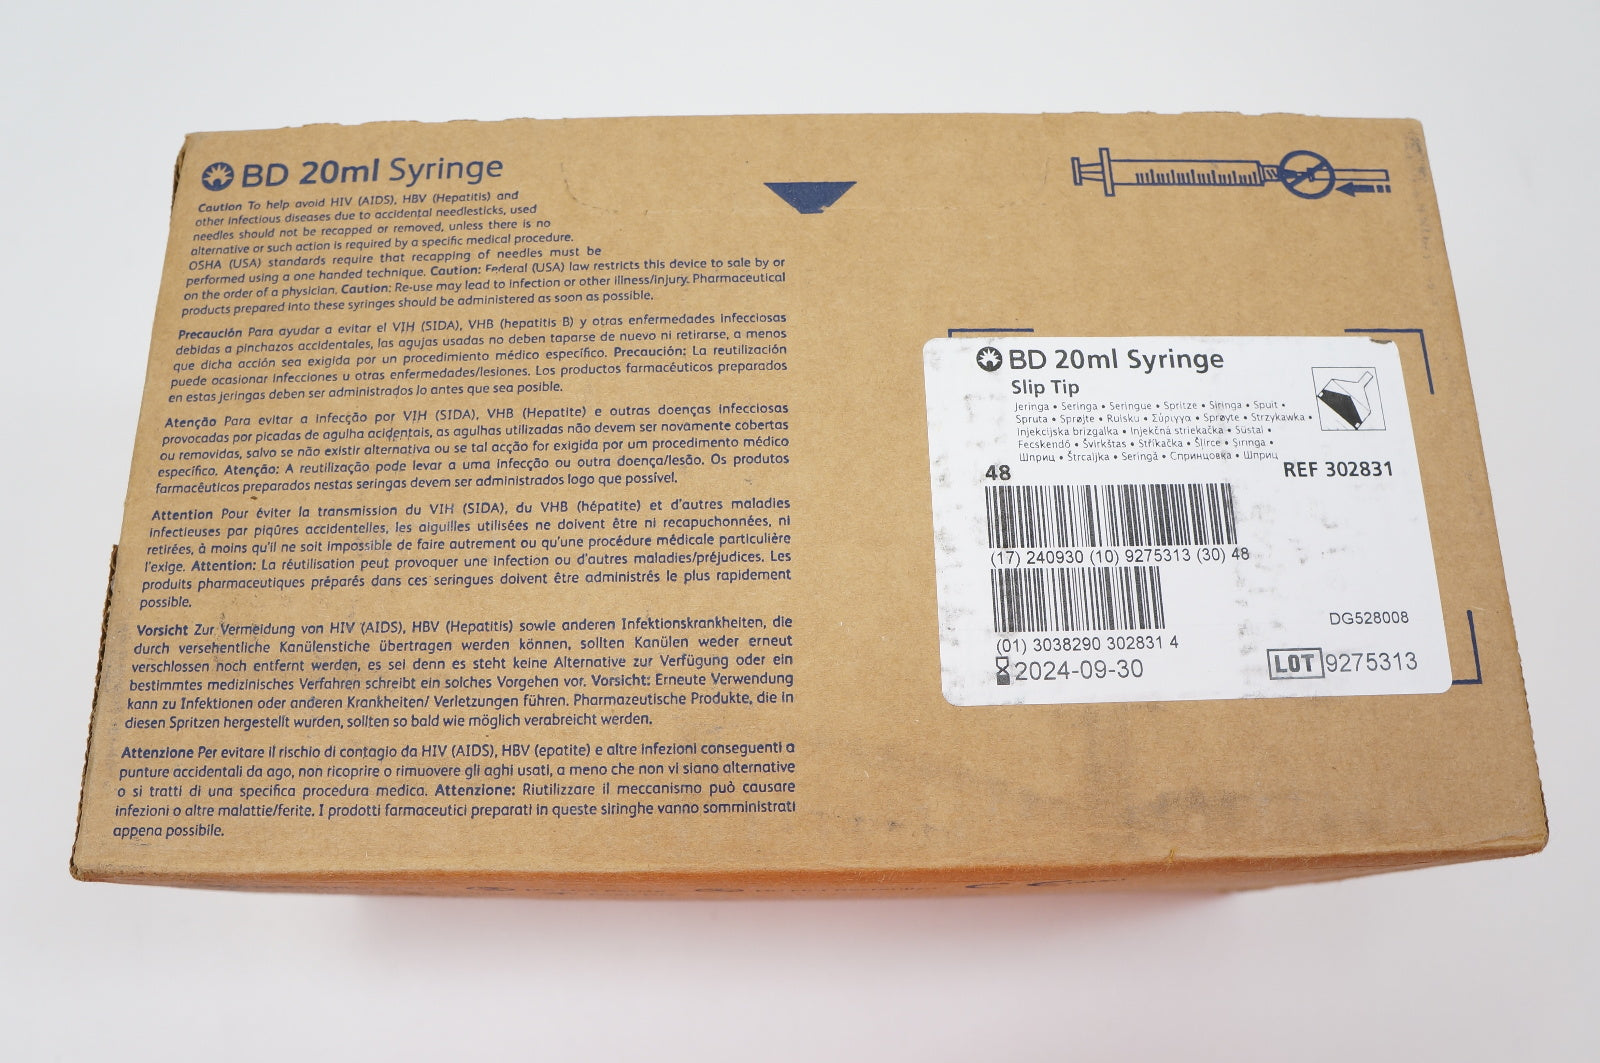 BD 20ml Syringe
Caution To help avoid HIV (AIDS), HBV (Hepatitis) and
other infectious diseases due to accidental needlesticks, used
needles should not be recapped or removed, unless there is no
alternative or such action is required by a specific medical procedure.
OSHA (USA) standards require that recapping of needles must be
performed using a one handed technique. Caution: Federal (USA) law restricts this device to sale by or
on the order of a physician. Caution: Re-use may lead to infection or other illness/injury. Pharmaceutical
products prepared into these syringes should be administered as soon as possible.
Precaución Para ayudar a evitar el VIH (SIDA), VHB (hepatitis B) y otras enfermedades infecciosas
debidas a pinchazos accidentales, las agujas usadas no deben taparse de nuevo ni retirarse, a menos
que dicha acción sea exigida por un procedimiento médico específico. Precaución: La reutilización
puede ocasionar infecciones u otras enfermedades/lesiones. Los productos farmacéuticos preparados
en estas jeringas deben ser administrados lo antes que sea posible.
Atenção Para evitar a infecção por VIH (SIDA), VHB (Hepatite) e outras doenças infecciosas
provocadas por picadas de agulha acidentais, as agulhas utilizadas não devem ser novamente cobertas
ou removidas, salvo se não existir alternativa ou se tal acção for exigida por um procedimento médico
específico. Atenção: A reutilização pode levar a uma infecção ou outra doença/lesão. Os produtos
farmacêuticos preparados nestas seringas devem ser administrados logo que possível.
Attention Pour éviter la transmission du VIH (SIDA), du VHB (hépatite) et d'autres maladies
infectieuses par piqûres accidentelles, les aiguilles utilisées ne doivent être ni recapuchonnées, ni
retirées, à moins qu'il ne soit impossible de faire autrement ou qu'une procédure médicale particulière
l'exige. Attention: La réutilisation peut provoquer une infection ou d'autres maladies/préjudices. Les
produits pharmaceutiques préparés dans ces seringues doivent être administrés le plus rapidement
possible.
Vorsicht Zur Vermeidung von HIV (AIDS), HBV (Hepatitis) sowie anderen Infektionskrankheiten, die
durch versehentliche Kanülenstiche übertragen werden können, sollten Kanülen weder erneut
verschlossen noch entfernt werden, es sei denn es steht keine Alternative zur Verfügung oder ein
bestimmtes medizinisches Verfahren schreibt ein solches Vorgehen vor. Vorsicht: Erneute Verwendung
kann zu Infektionen oder anderen Krankheiten/ Verletzungen führen. Pharmazeutische Produkte, die in
diesen Spritzen hergestellt wurden, sollten so bald wie möglich verabreicht werden.
Attenzione Per evitare il rischio di contagio da HIV (AIDS), HBV (epatite) e altre infezioni conseguenti a
punture accidentali da ago, non ricoprire o rimuovere gli aghi usati, a meno che non vi siano alternative
o si tratti di una specifica procedura medica. Attenzione: Riutilizzare il meccanismo può causare
infezioni o altre malattie/ferite. I prodotti farmaceutici preparati in queste siringhe vanno somministrati
appena possibile.
BD 20ml Syringe
Slip Tip
Jeringa • Seringa • Seringue • Spritze • Siringa • Spuit •
Spruta • Sprøjte • Ruisku • Σύριγγα • Sprøyte • Strzykawka •
Injekcijska brizgalka • Injekčná striekačka • Süstal •
Fecskendő • Švirkštas • Stříkačka • Šļirce • Şırınga •
Шприц • Štrcaljka • Seringă • Спринцовка • Шприц
48
REF 302831
(17) 240930 (10) 9275313 (30) 48
(01) 3038290 302831 4
DG528008
2024-09-30
LOT 9275313